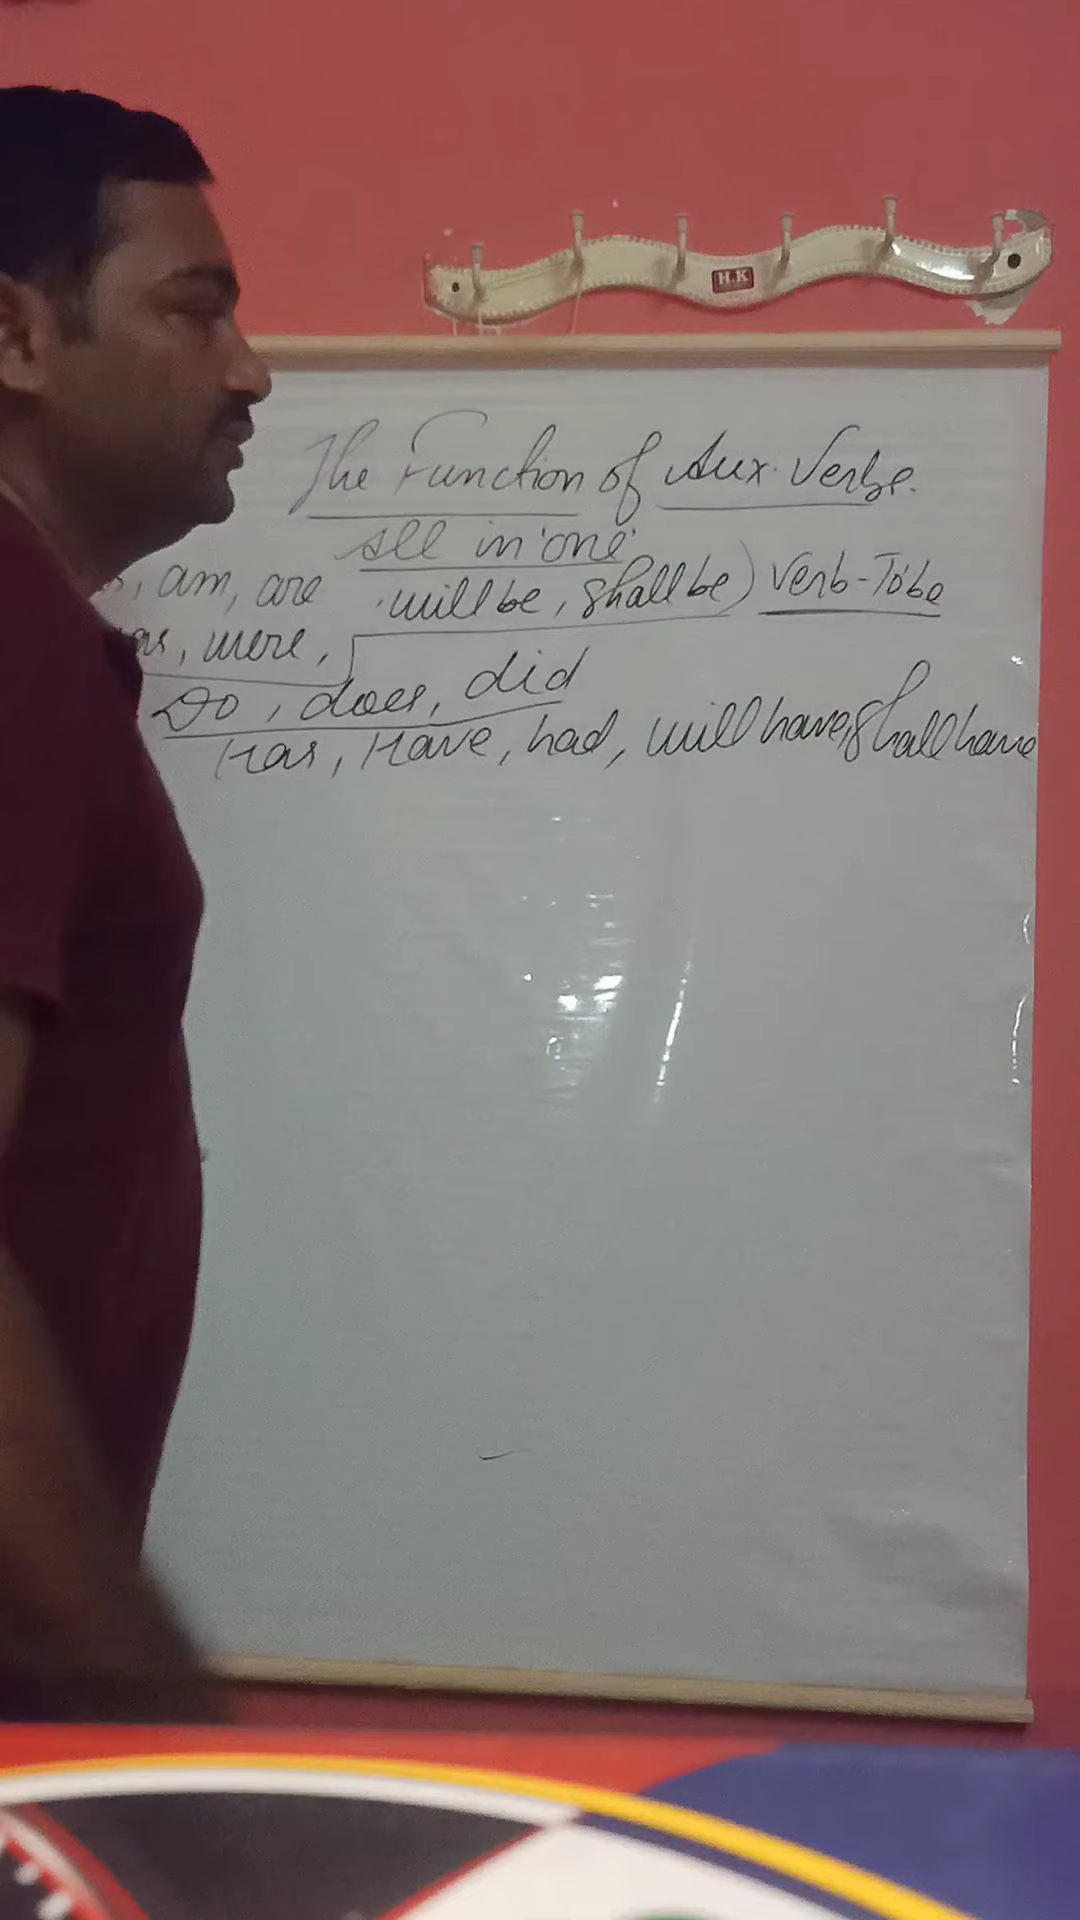 H.K
The Function of Aux. Verbs.
All in 'one'
am, are will be, shall be) Verb-To be
were,
Do, does, did
Has, Have, had, will have, shall have